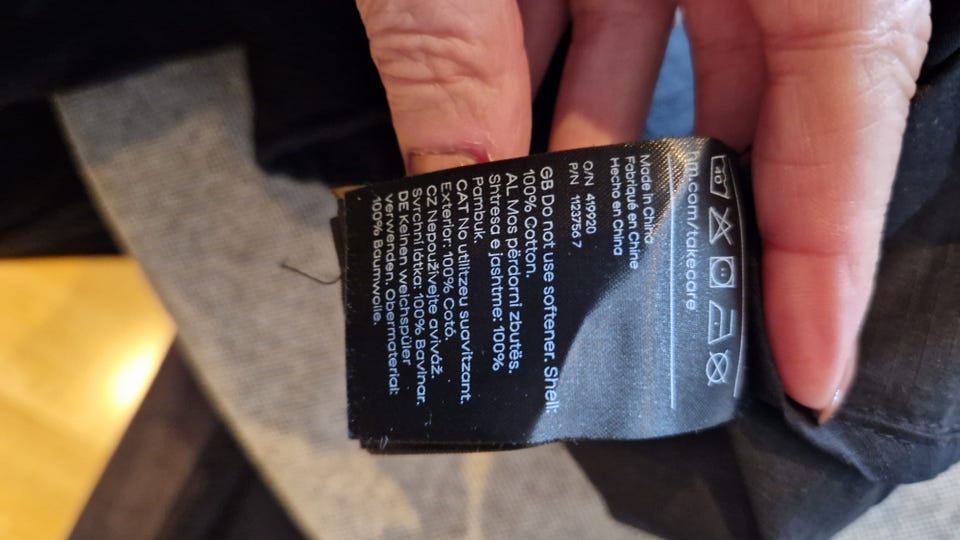 40
hm.com/takecare
Made in China
Fabriqué en Chine
Hecho en China
O/N 419920
P/N 1123756.7
GB Do not use softener. Shell:
100% Cotton.
AL Mos përdorni zbutës.
Shtresa e jashtme: 100%
Pambuk.
CAT No utilitzeu suavitzant.
Exterior: 100% Cotó.
CZ Nepoužívejte aviváž.
Svrchní látka: 100% Bavlna.
DE Keinen Weichspüler
verwenden. Obermaterial:
100% Baumwolle.